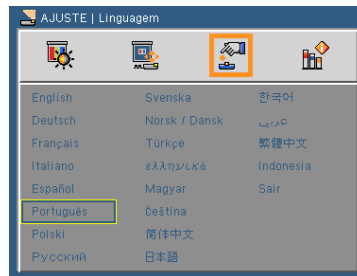 AJUSTE | Linguagem
English Svenska 한국어
Deutsch Norsk / Dansk عربي
Français Türkçe 繁體中文
Italiano ελληνικά Indonesia
Español Magyar Sair
Português čeština
Polski 简体中文
Русский 日本語